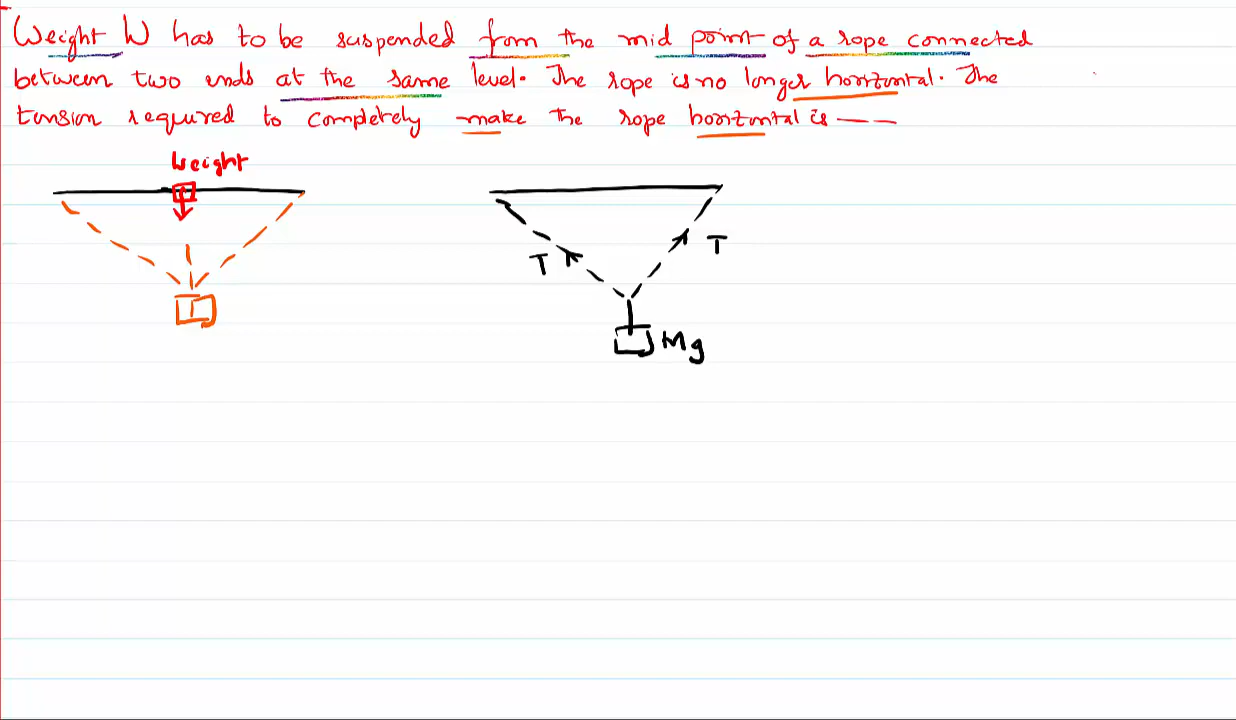 Weight W has to be suspended from the mid point of a rope connected
between two ends at the same level. The rope is no longer horizontal. The
tension required to completely make the rope horizontal is ——
Weight
T
T
Mg